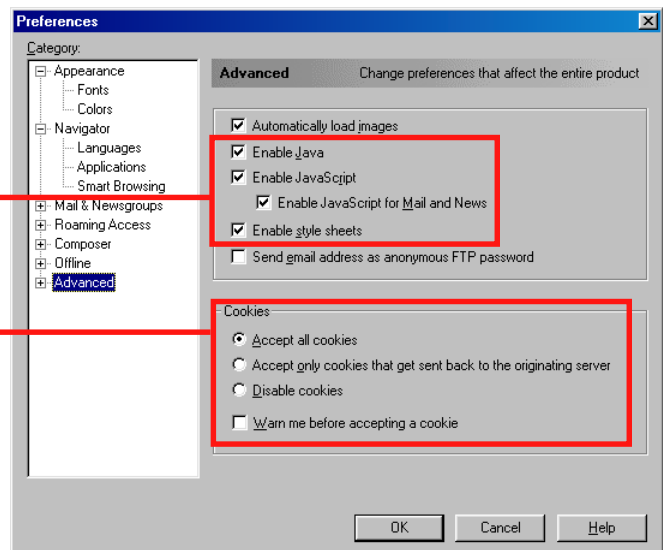 Preferences
Category:
Appearance
Fonts
Colors
Navigator
Languages
Applications
Smart Browsing
Mail & Newsgroups
Roaming Access
Composer
Offline
Advanced
Advanced Change preferences that affect the entire product
Automatically load images
Enable Java
Enable JavaScript
Enable JavaScript for Mail and News
Enable style sheets
Send email address as anonymous FTP password
Cookies
Accept all cookies
Accept only cookies that get sent back to the originating server
Disable cookies
Warn me before accepting a cookie
OK Cancel Help